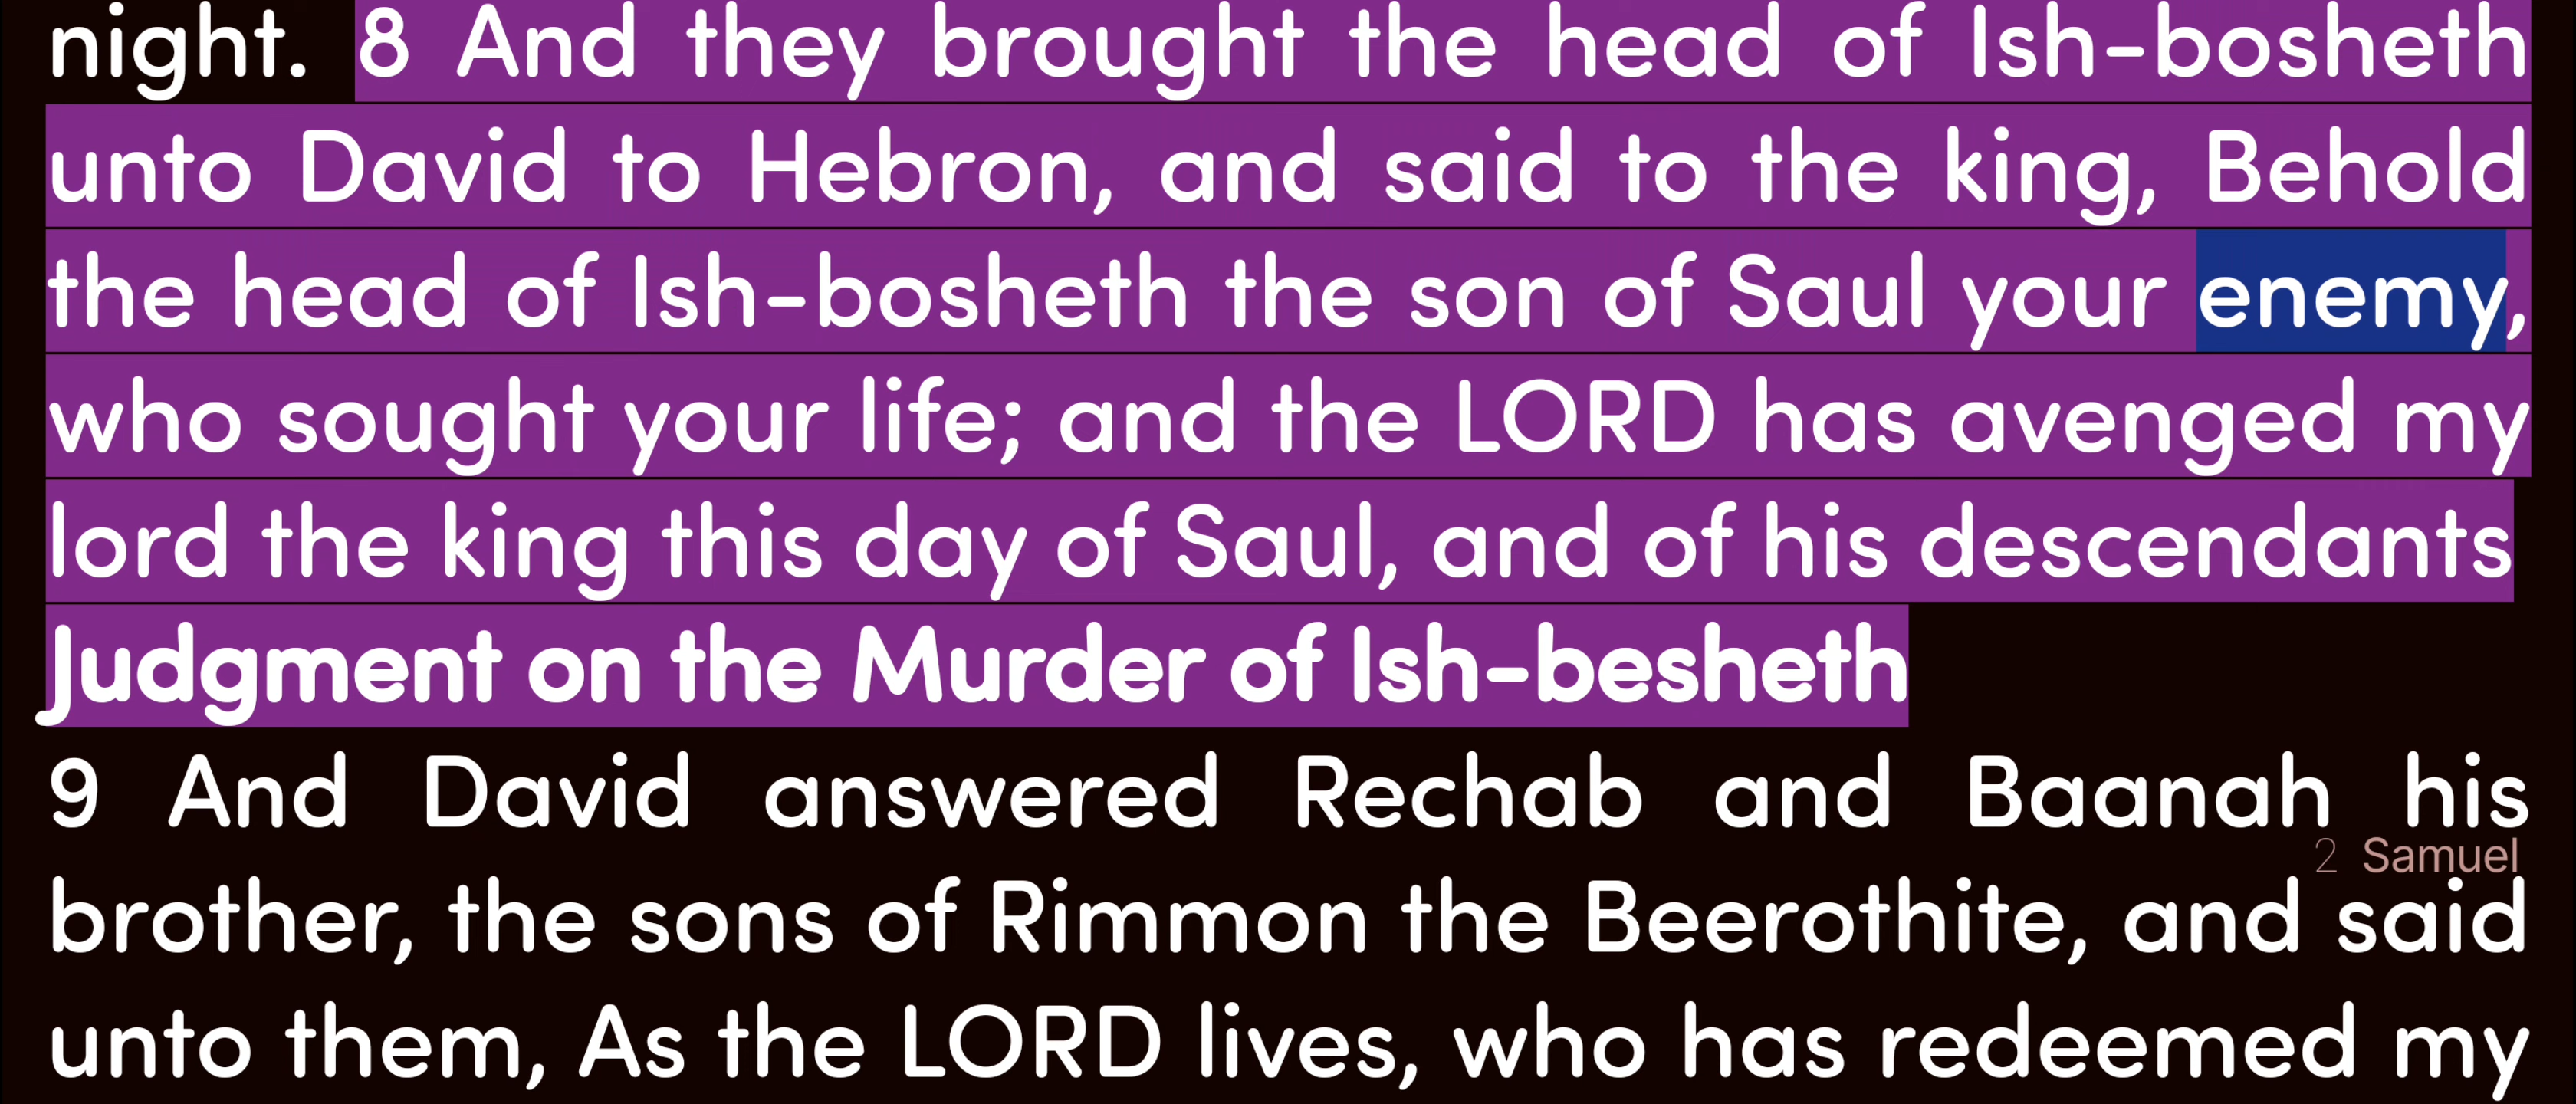 night. 8 And they brought the head of Ish-bosheth
unto David to Hebron, and said to the king, Behold
the head of Ish-bosheth the son of Saul your enemy,
who sought your life; and the LORD has avenged my
lord the king this day of Saul, and of his descendants
Judgment on the Murder of Ish-besheth
9 And David answered Rechab and Baanah his
2 Samuel
brother, the sons of Rimmon the Beerothite, and said
unto them, As the LORD lives, who has redeemed my